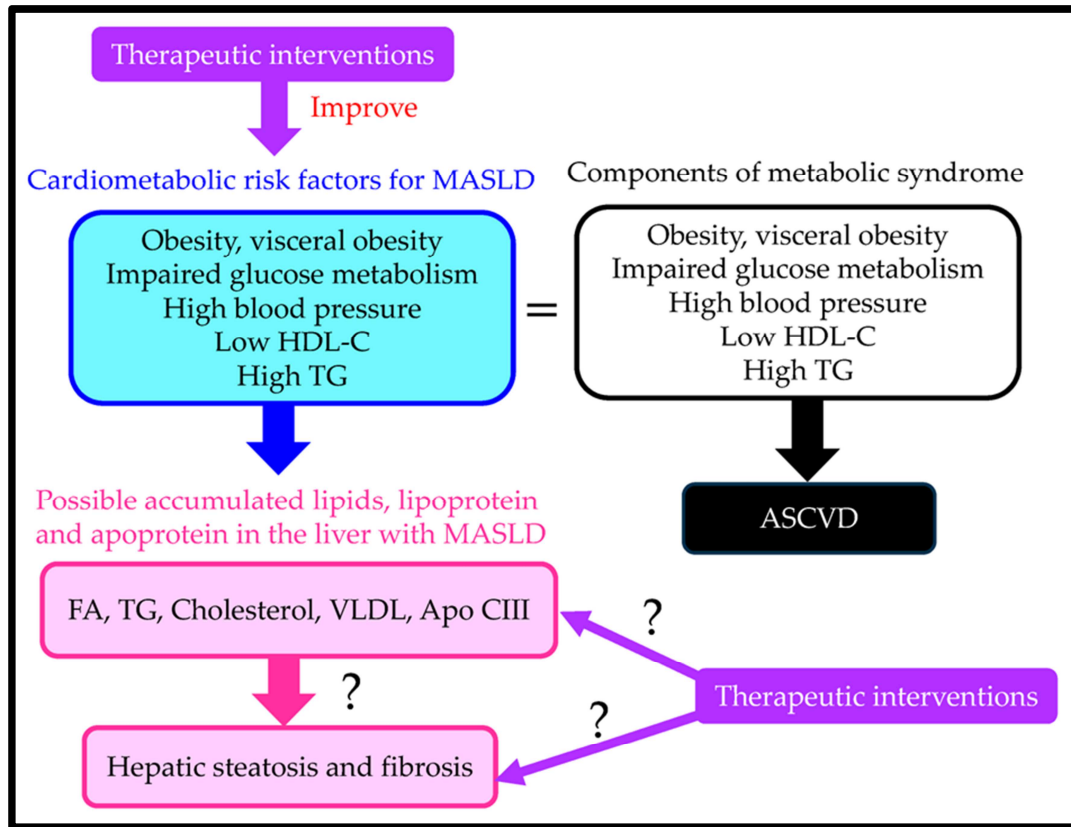 Therapeutic interventions
Improve
Cardiometabolic risk factors for MASLD
Obesity, visceral obesity
Impaired glucose metabolism
High blood pressure
Low HDL-C
High TG
=
Components of metabolic syndrome
Obesity, visceral obesity
Impaired glucose metabolism
High blood pressure
Low HDL-C
High TG
ASCVD
Possible accumulated lipids, lipoprotein
and apoprotein in the liver with MASLD
FA, TG, Cholesterol, VLDL, Apo CIII
?
?
Therapeutic interventions
?
Hepatic steatosis and fibrosis